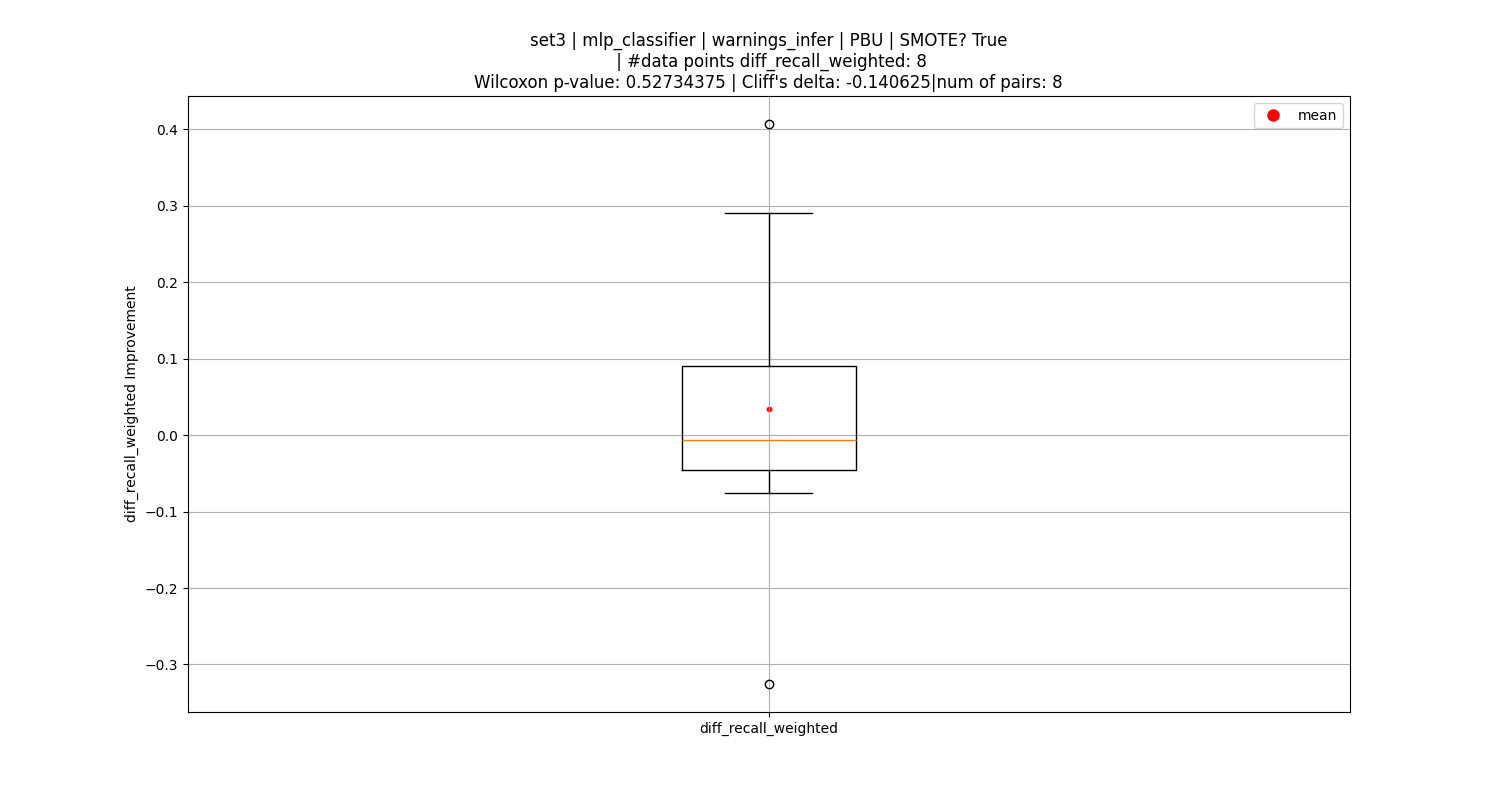 set3 | mlp_classifier | warnings_infer | PBU | SMOTE? True
| #data points diff_recall_weighted: 8
Wilcoxon p-value: 0.52734375 | Cliff's delta: -0.140625|num of pairs: 8
mean
0.4
0.3
0.2
0.1
0.0
−0.1
−0.2
−0.3
diff_recall_weighted Improvement
diff_recall_weighted